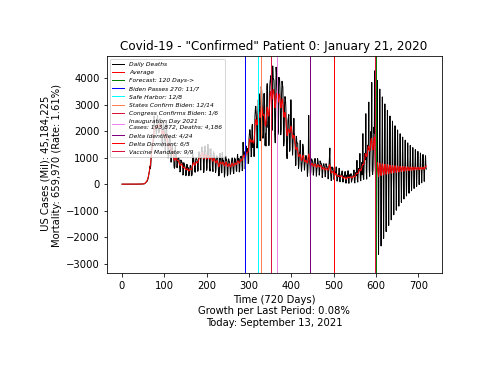 Covid-19 - "Confirmed" Patient 0: January 21, 2020
Daily Deaths
Average
Forecast: 120 Days->
Biden Passes 270: 11/7
Safe Harbor: 12/8
States Confirm Biden: 12/14
Congress Confirms Biden: 1/6
Inauguration Day 2021
Cases: 193,872, Deaths: 4,186
Delta Identified: 4/24
Delta Dominant: 6/5
Vaccine Mandate: 9/9
US Cases (Mil): 45,184,225
Mortality: 659,970 (Rate: 1.61%)
4000
3000
2000
1000
0
−1000
−2000
−3000
0 100 200 300 400 500 600 700
Time (720 Days)
Growth per Last Period: 0.08%
Today: September 13, 2021